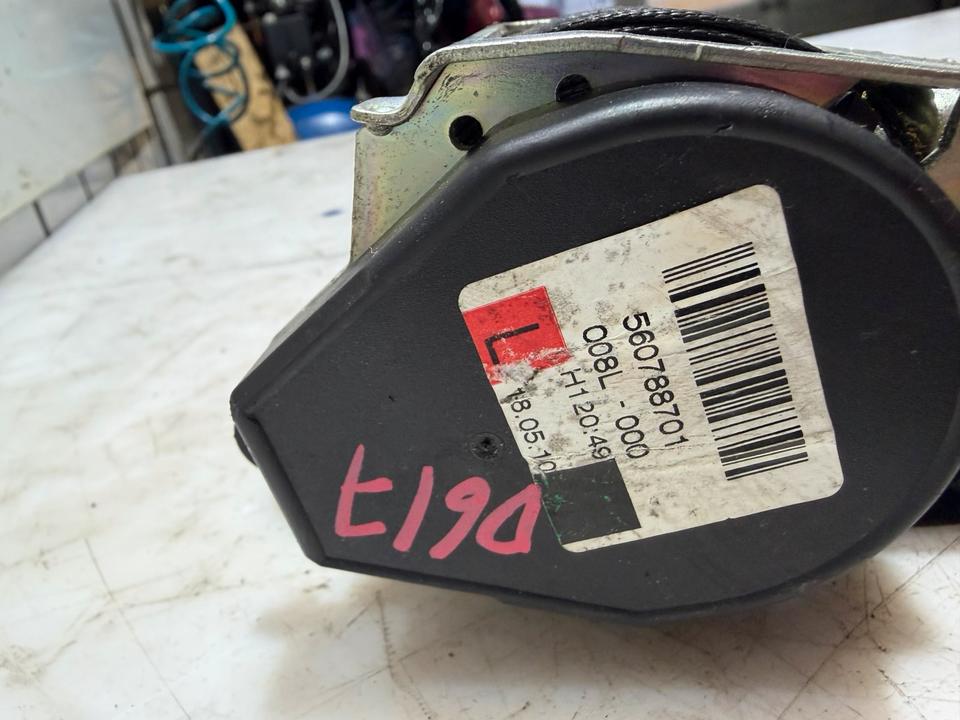 560788701
008L - 000
H1 20:49
18.05.10
L
D617